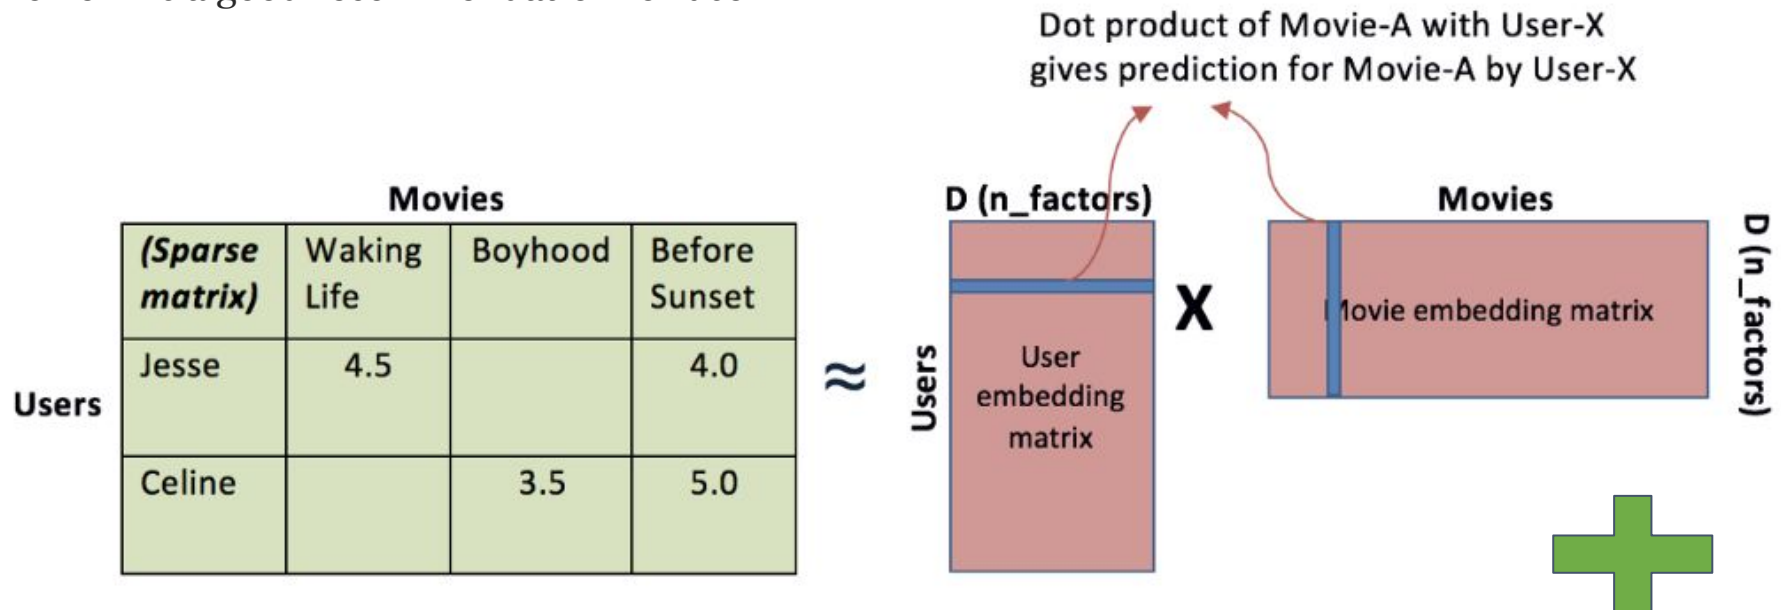 Dot product of Movie-A with User-X
gives prediction for Movie-A by User-X
Movies
(Sparse matrix)
Waking Life
Boyhood
Before Sunset
Users
Jesse
4.5
4.0
Celine
3.5
5.0
≈
D (n_factors)
Users
User
embedding
matrix
X
Movies
Movie embedding matrix
D (n_factors)